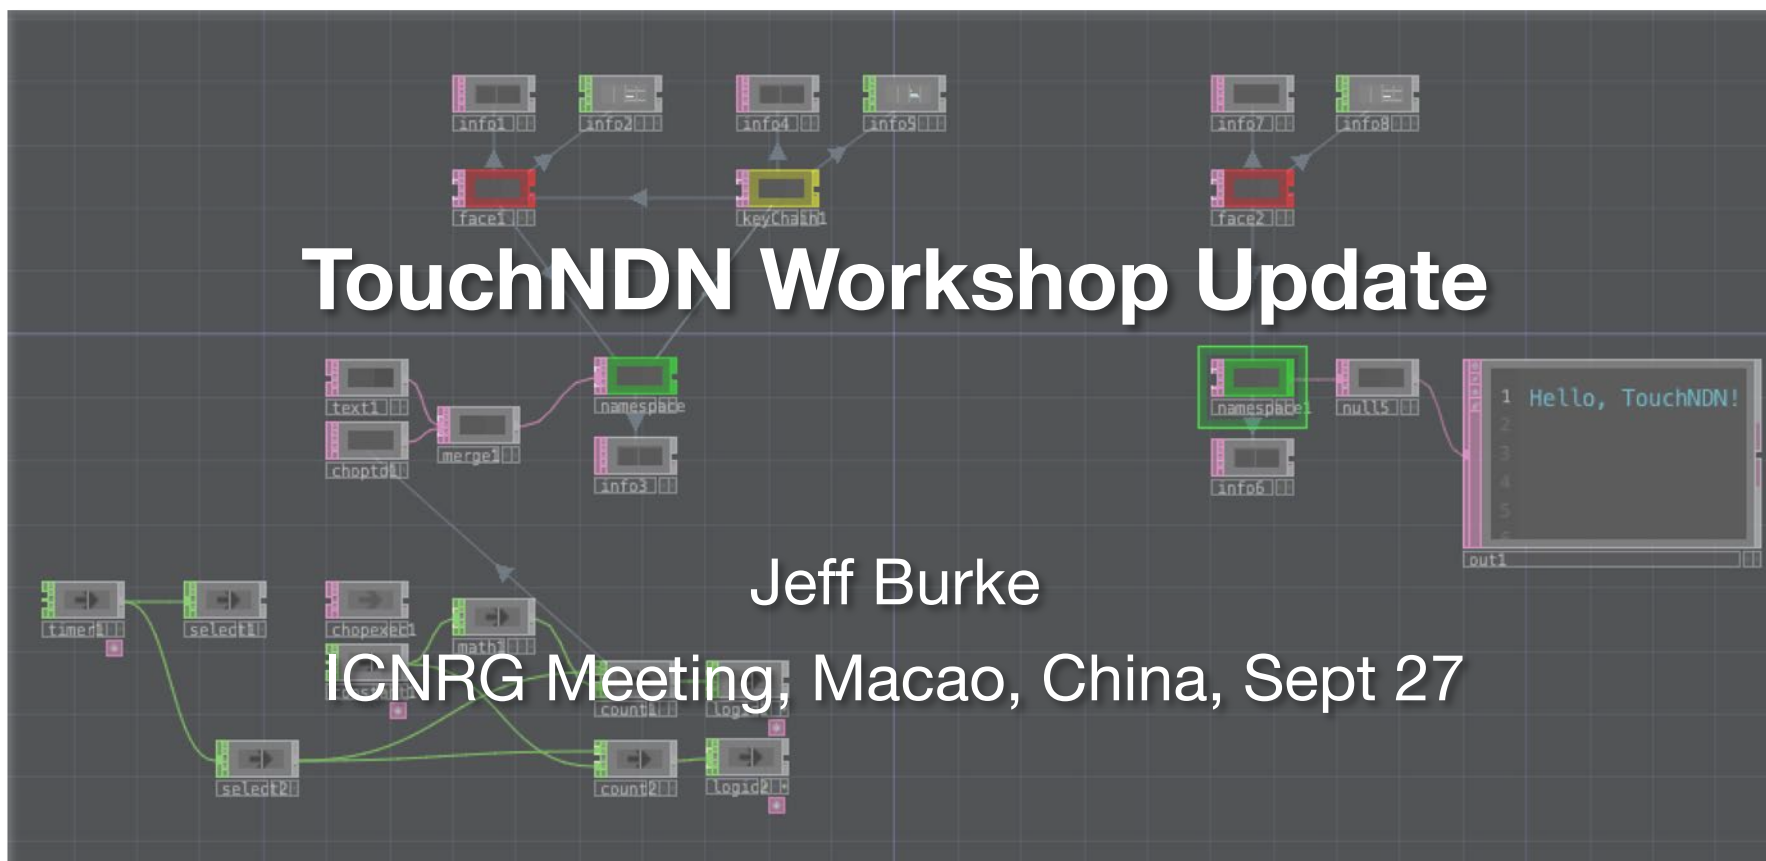 info1 info2 info4 info5 info7 info8
face1 keyChain1 face2
TouchNDN Workshop Update
text1 namespace namespace1 null5
1 Hello, TouchNDN!
2
3
4
5
merge1
chopto1 info3 info6
out1
Jeff Burke
timer1 select1 chopexec1
math1
ICNRG Meeting, Macao, China, Sept 27
count1
select2 count2 logic2